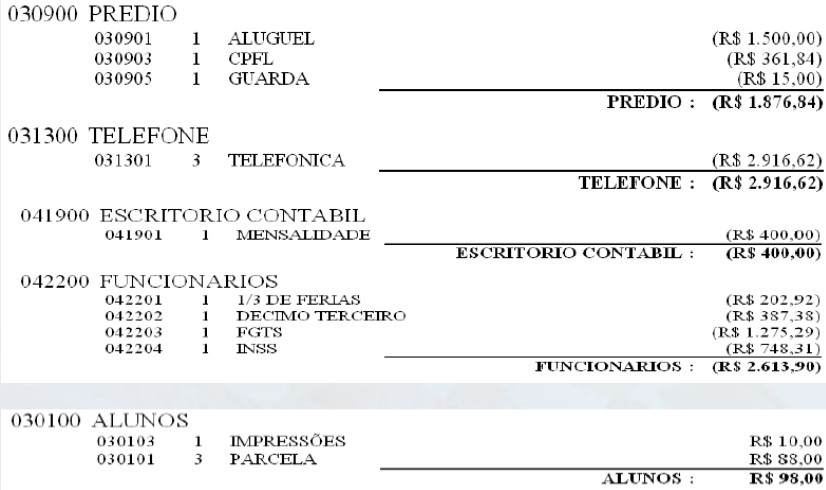 030900 PREDIO
030901 1 ALUGUEL (R$ 1.500,00)
030903 1 CPFL (R$ 361,84)
030905 1 GUARDA (R$ 15,00)
PREDIO : (R$ 1.876,84)
031300 TELEFONE
031301 3 TELEFONICA (R$ 2.916,62)
TELEFONE : (R$ 2.916,62)
041900 ESCRITORIO CONTABIL
041901 1 MENSALIDADE (R$ 400,00)
ESCRITORIO CONTABIL : (R$ 400,00)
042200 FUNCIONARIOS
042201 1 1/3 DE FERIAS (R$ 202,92)
042202 1 DECIMO TERCEIRO (R$ 387,38)
042203 1 FGTS (R$ 1.275,29)
042204 1 INSS (R$ 748,31)
FUNCIONARIOS : (R$ 2.613,90)
030100 ALUNOS
030103 1 IMPRESSÕES R$ 10,00
030101 3 PARCELA R$ 88,00
ALUNOS : R$ 98,00